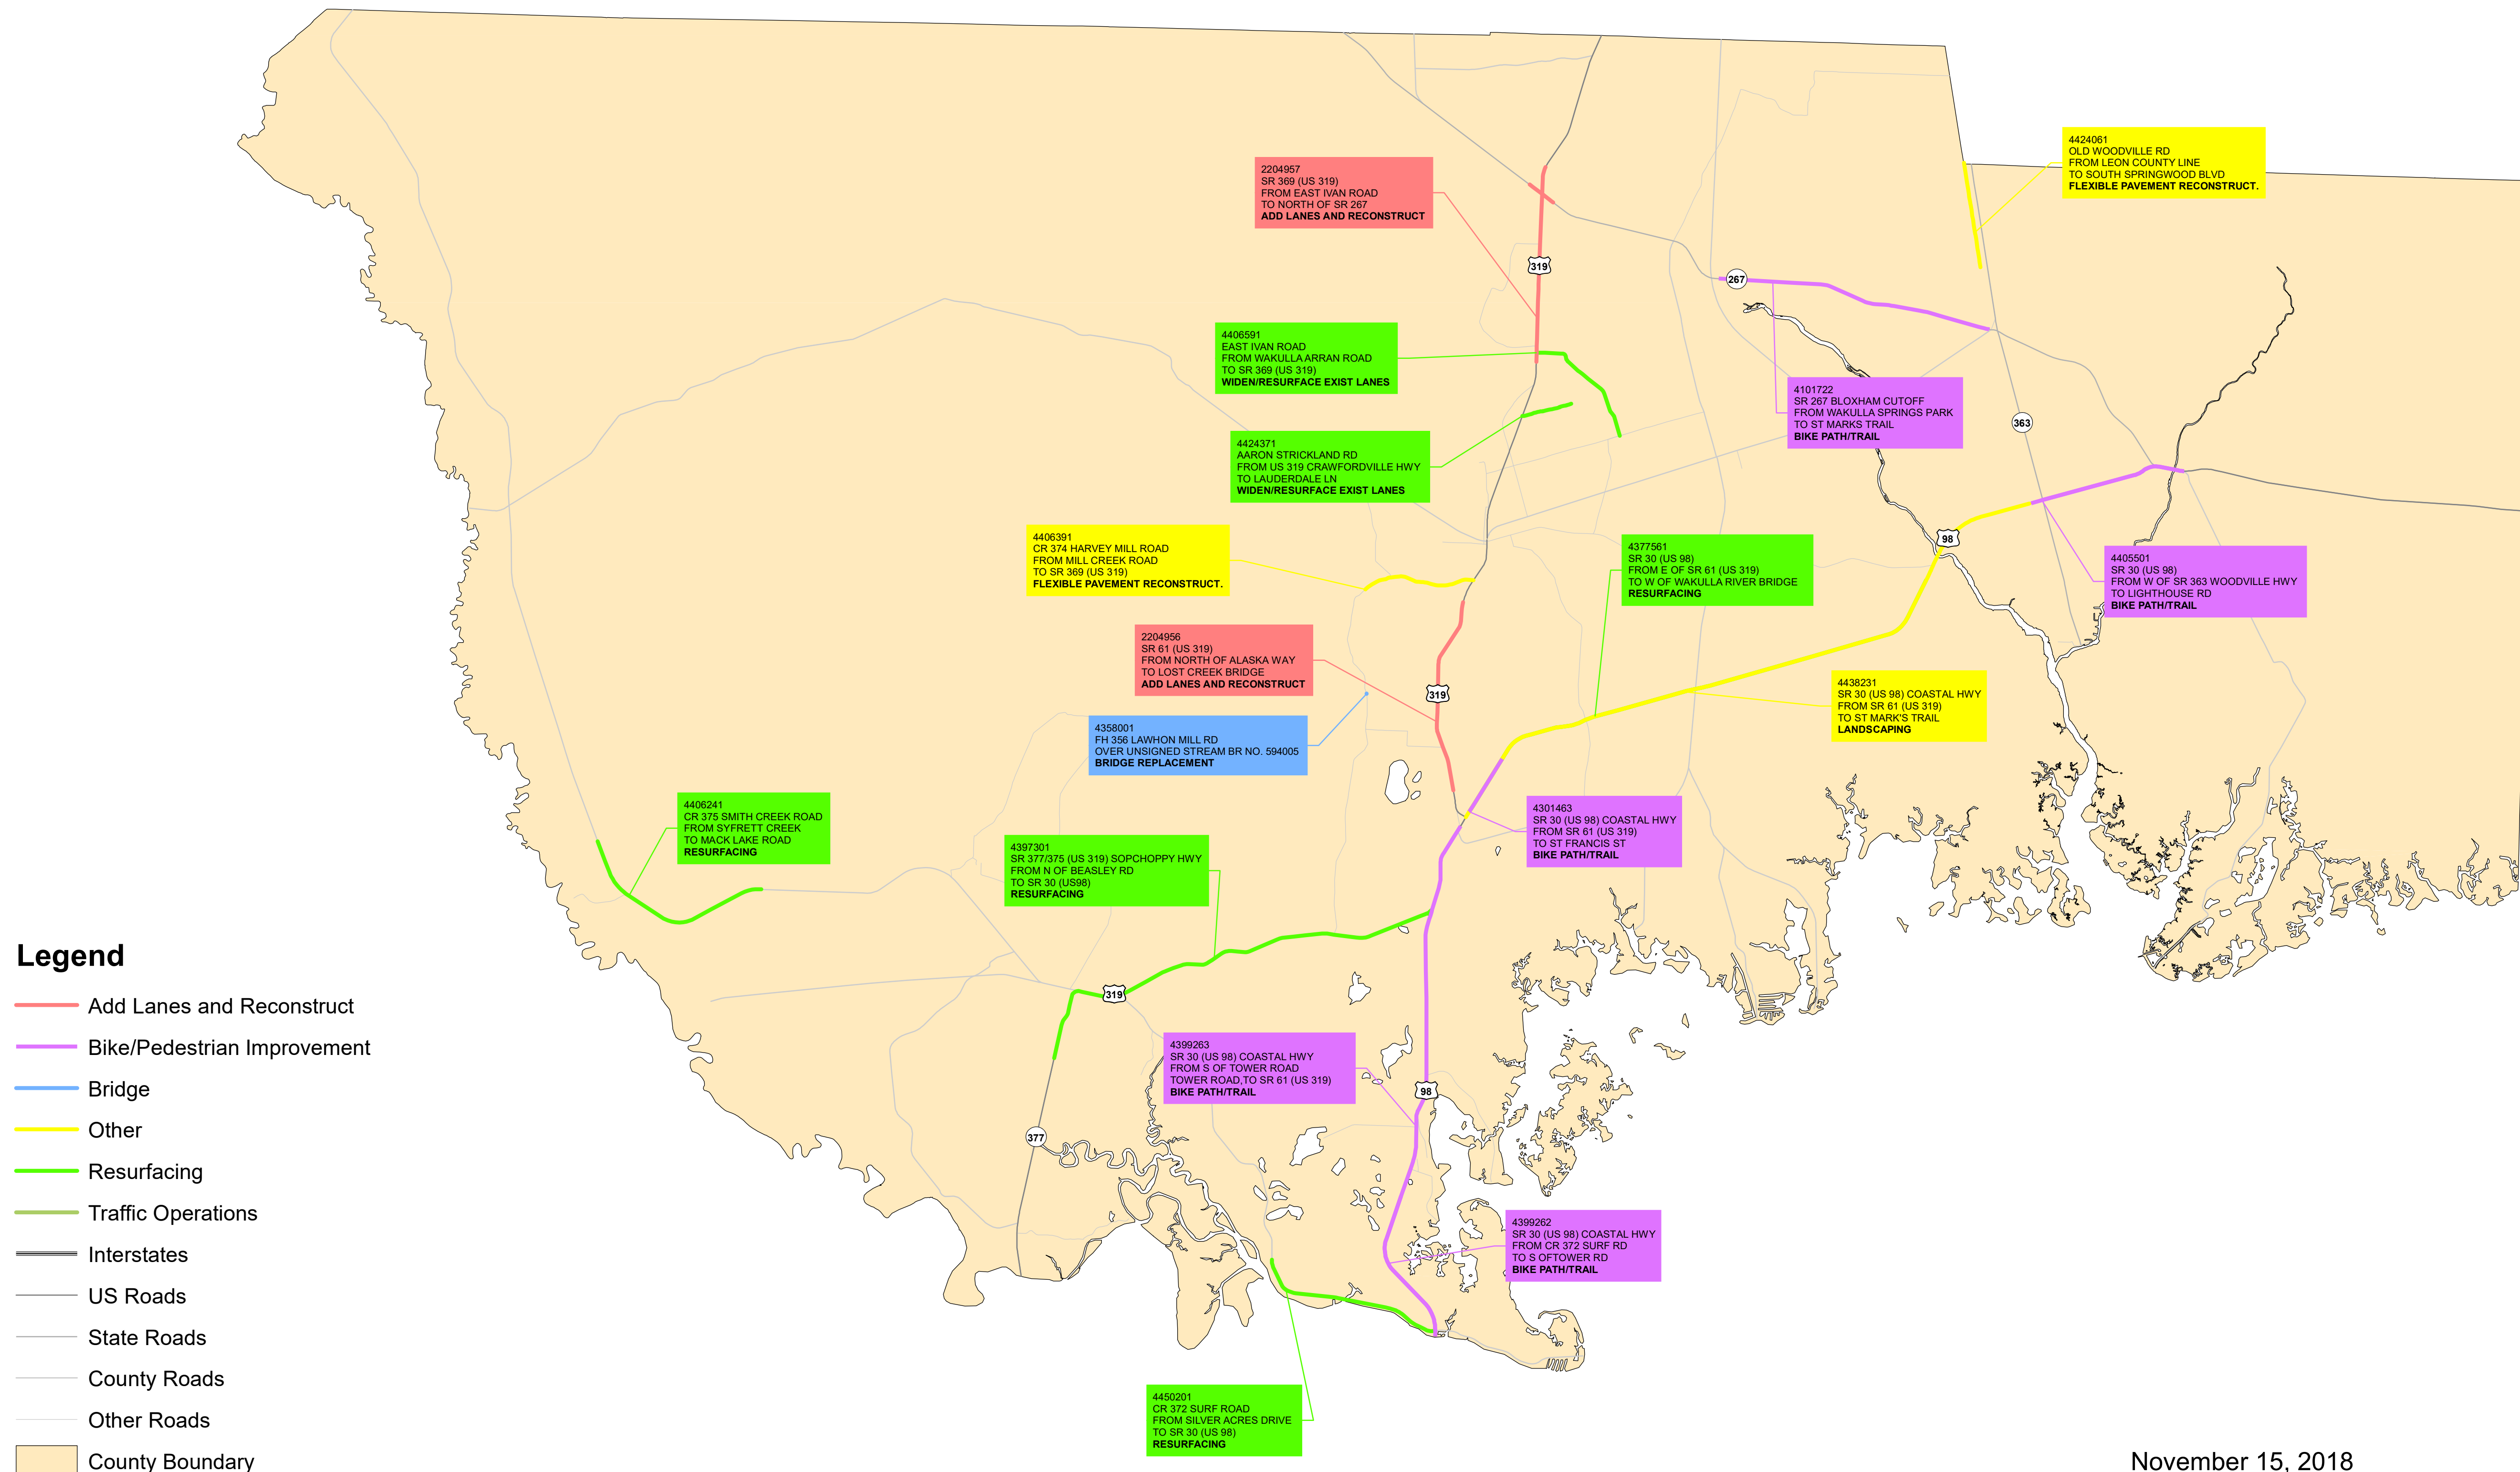 4424061
OLD WOODVILLE RD
FROM LEON COUNTY LINE
TO SOUTH SPRINGWOOD BLVD
FLEXIBLE PAVEMENT RECONSTRUCT.
2204957
SR 369 (US 319)
FROM EAST IVAN ROAD
TO NORTH OF SR 267
ADD LANES AND RECONSTRUCT
319
267
4406591
EAST IVAN ROAD
FROM WAKULLA ARRAN ROAD
TO SR 369 (US 319)
WIDEN/RESURFACE EXIST LANES
4101722
SR 267 BLOXHAM CUTOFF
FROM WAKULLA SPRINGS PARK
TO ST MARKS TRAIL
BIKE PATH/TRAIL
363
4424371
AARON STRICKLAND RD
FROM US 319 CRAWFORDVILLE HWY
TO LAUDERDALE LN
WIDEN/RESURFACE EXIST LANES
4406391
CR 374 HARVEY MILL ROAD
FROM MILL CREEK ROAD
TO SR 369 (US 319)
FLEXIBLE PAVEMENT RECONSTRUCT.
4377561
SR 30 (US 98)
FROM E OF SR 61 (US 319)
TO W OF WAKULLA RIVER BRIDGE
RESURFACING
98
4405501
SR 30 (US 98)
FROM W OF SR 363 WOODVILLE HWY
TO LIGHTHOUSE RD
BIKE PATH/TRAIL
2204956
SR 61 (US 319)
FROM NORTH OF ALASKA WAY
TO LOST CREEK BRIDGE
ADD LANES AND RECONSTRUCT
319
4438231
SR 30 (US 98) COASTAL HWY
FROM SR 61 (US 319)
TO ST MARK'S TRAIL
LANDSCAPING
4358001
FH 356 LAWHON MILL RD
OVER UNSIGNED STREAM BR NO. 594005
BRIDGE REPLACEMENT
4406241
CR 375 SMITH CREEK ROAD
FROM SYFRETT CREEK
TO MACK LAKE ROAD
RESURFACING
4301463
SR 30 (US 98) COASTAL HWY
FROM SR 61 (US 319)
TO ST FRANCIS ST
BIKE PATH/TRAIL
4397301
SR 377/375 (US 319) SOPCHOPPY HWY
FROM N OF BEASLEY RD
TO SR 30 (US98)
RESURFACING
319
4399263
SR 30 (US 98) COASTAL HWY
FROM S OF TOWER ROAD
TOWER ROAD,TO SR 61 (US 319)
BIKE PATH/TRAIL
98
377
4399262
SR 30 (US 98) COASTAL HWY
FROM CR 372 SURF RD
TO S OFTOWER RD
BIKE PATH/TRAIL
4450201
CR 372 SURF ROAD
FROM SILVER ACRES DRIVE
TO SR 30 (US 98)
RESURFACING
Legend
Add Lanes and Reconstruct
Bike/Pedestrian Improvement
Bridge
Other
Resurfacing
Traffic Operations
Interstates
US Roads
State Roads
County Roads
Other Roads
County Boundary
November 15, 2018